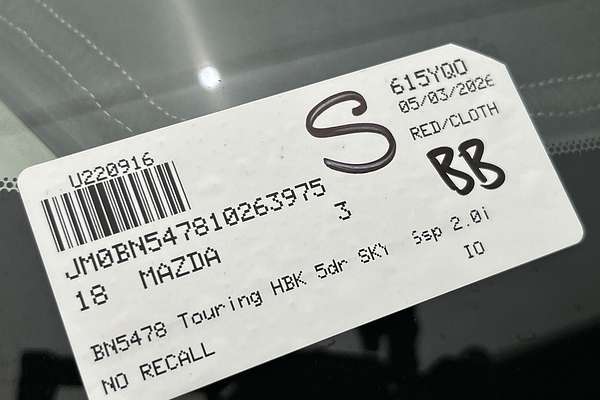 615YQO
05/03/2026
RED/CLOTH
S
BB
U220916
JM0BN547810263975
18 MAZDA 3
BN5478 Touring HBK 5dr SKY 6sp 2.0i
NO RECALL IO